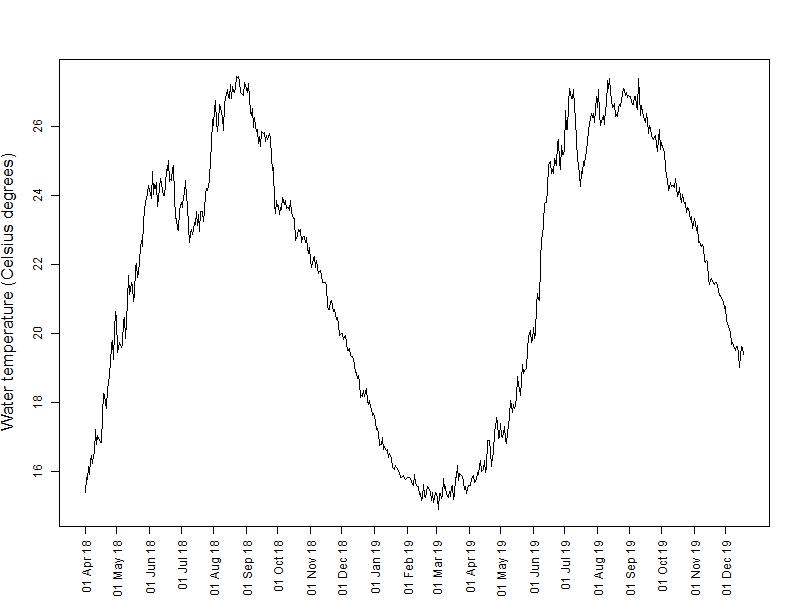 Water temperature (Celsius degrees)
26
24
22
20
18
16
01 Apr 18
01 May 18
01 Jun 18
01 Jul 18
01 Aug 18
01 Sep 18
01 Oct 18
01 Nov 18
01 Dec 18
01 Jan 19
01 Feb 19
01 Mar 19
01 Apr 19
01 May 19
01 Jun 19
01 Jul 19
01 Aug 19
01 Sep 19
01 Oct 19
01 Nov 19
01 Dec 19